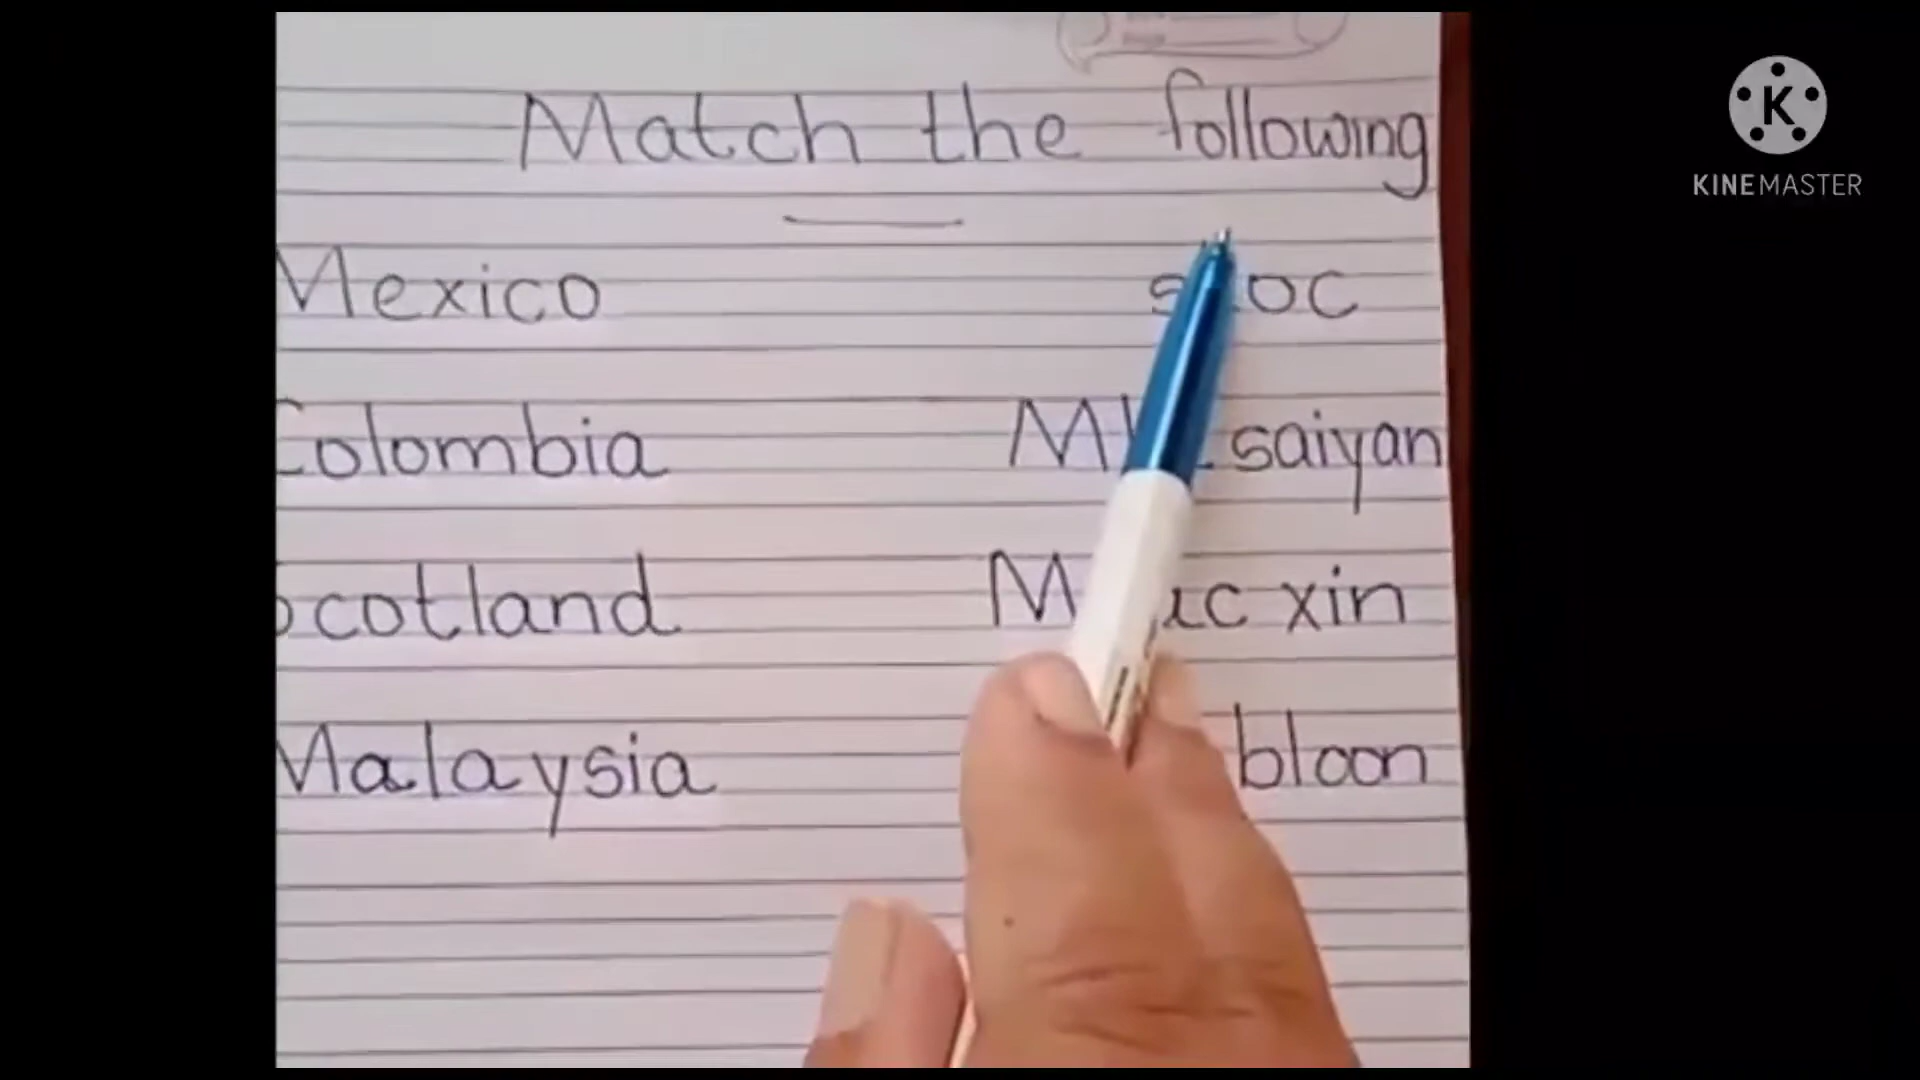 Match the following
Mexico
Colombia saiyan
Scotland xin
Malaysia bloon
K
KINEMASTER